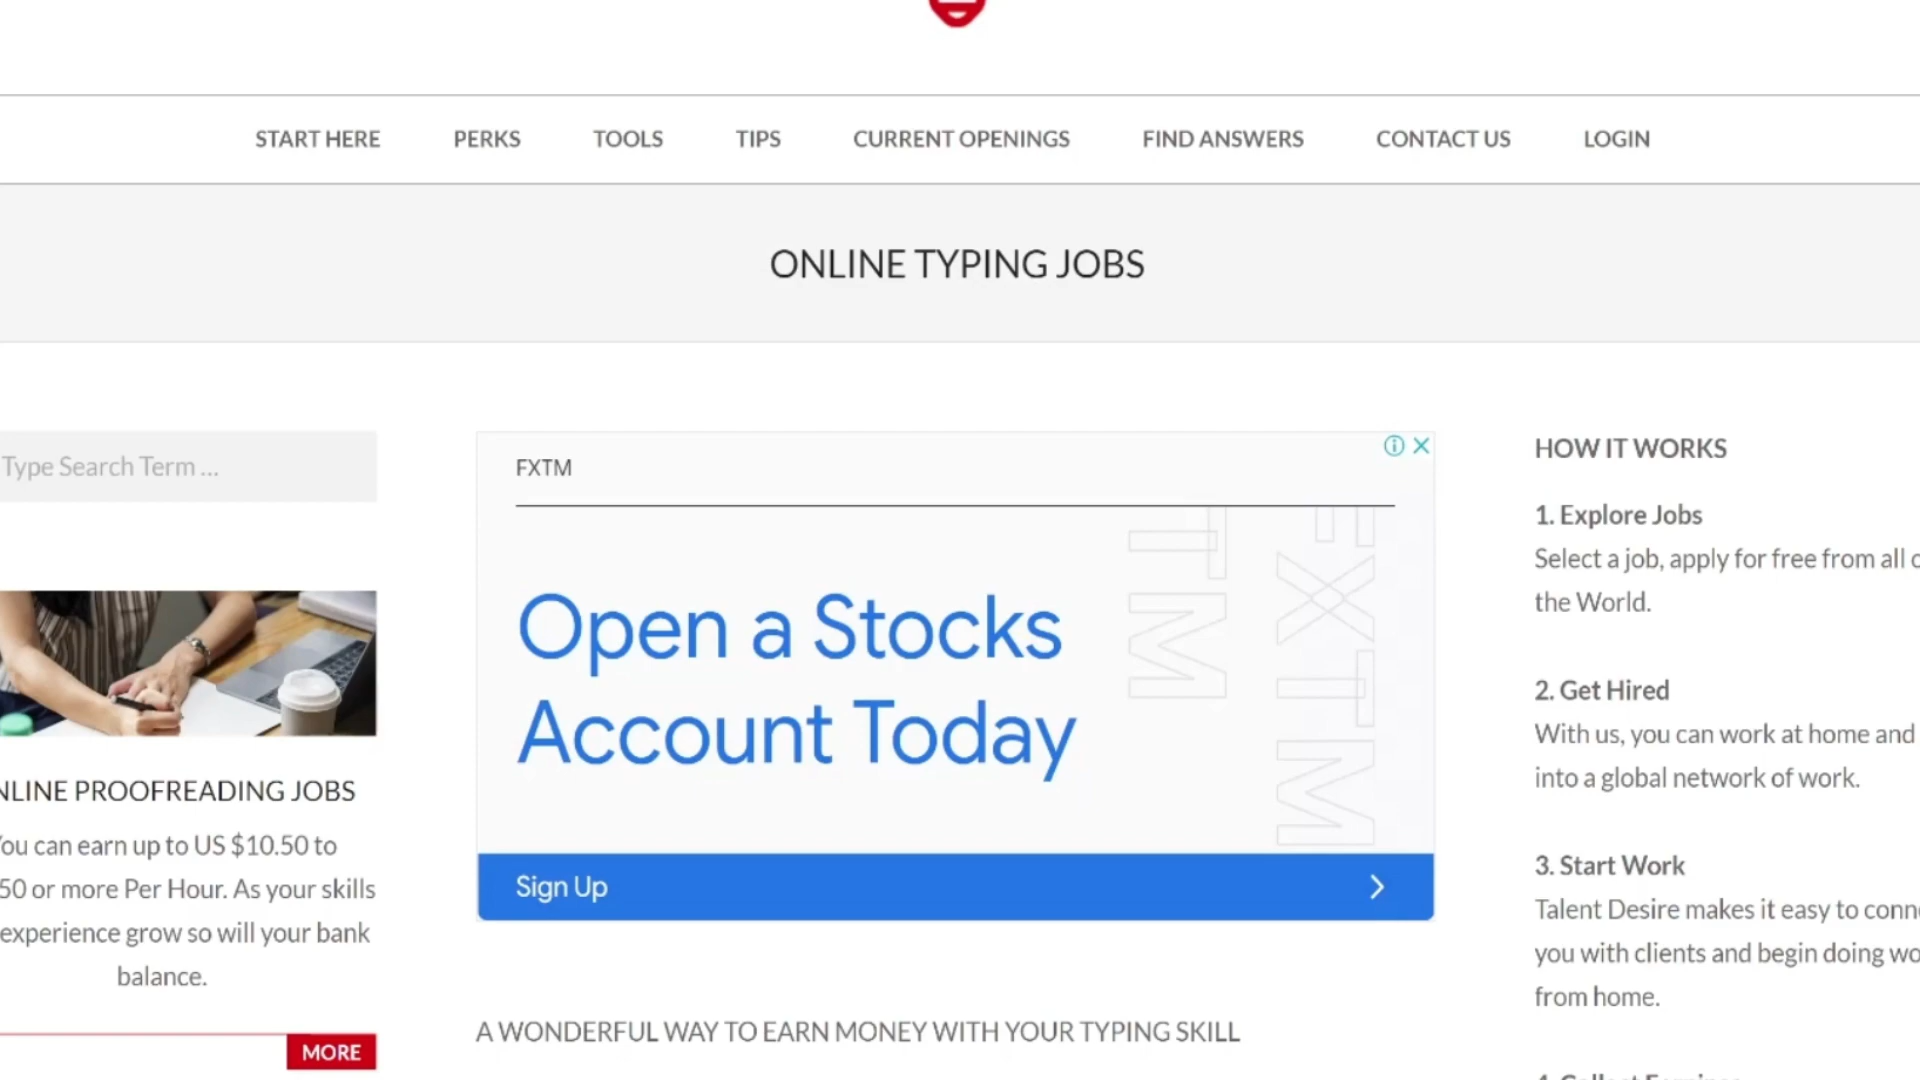 START HERE PERKS TOOLS TIPS CURRENT OPENINGS FIND ANSWERS CONTACT US LOGIN
ONLINE TYPING JOBS
Type Search Term ...
NLINE PROOFREADING JOBS
ou can earn up to US $10.50 to
50 or more Per Hour. As your skills
experience grow so will your bank
balance.
MORE
FXTM
FXTM
TM
Open a Stocks
Account Today
Sign Up
A WONDERFUL WAY TO EARN MONEY WITH YOUR TYPING SKILL
HOW IT WORKS
1. Explore Jobs
Select a job, apply for free from all
the World.
2. Get Hired
With us, you can work at home and
into a global network of work.
3. Start Work
Talent Desire makes it easy to conn
you with clients and begin doing wo
from home.